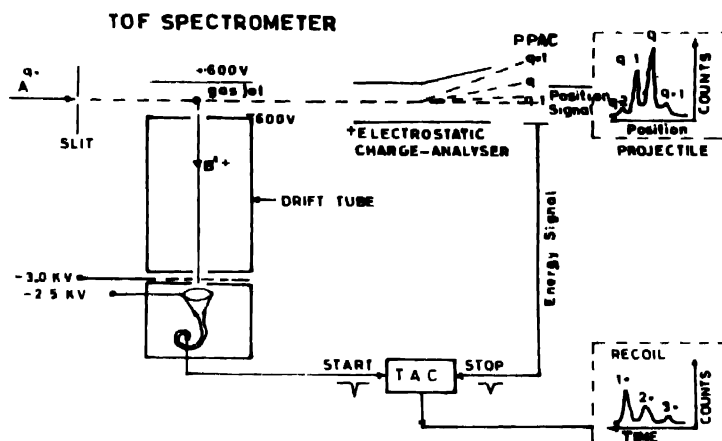 TOF SPECTROMETER
q+
A
SLIT
+600V
gas jet
-600V
B+
DRIFT TUBE
-3.0 KV
-2.5 KV
+ELECTROSTATIC
CHARGE-ANALYSER
PPAC
q+1
q
q-1
Position
Signal
Energy Signal
START
TAC
STOP
q-2
q-1
q
q+1
COUNTS
Position
PROJECTILE
RECOIL
1+
2+
3+
COUNTS
TIME